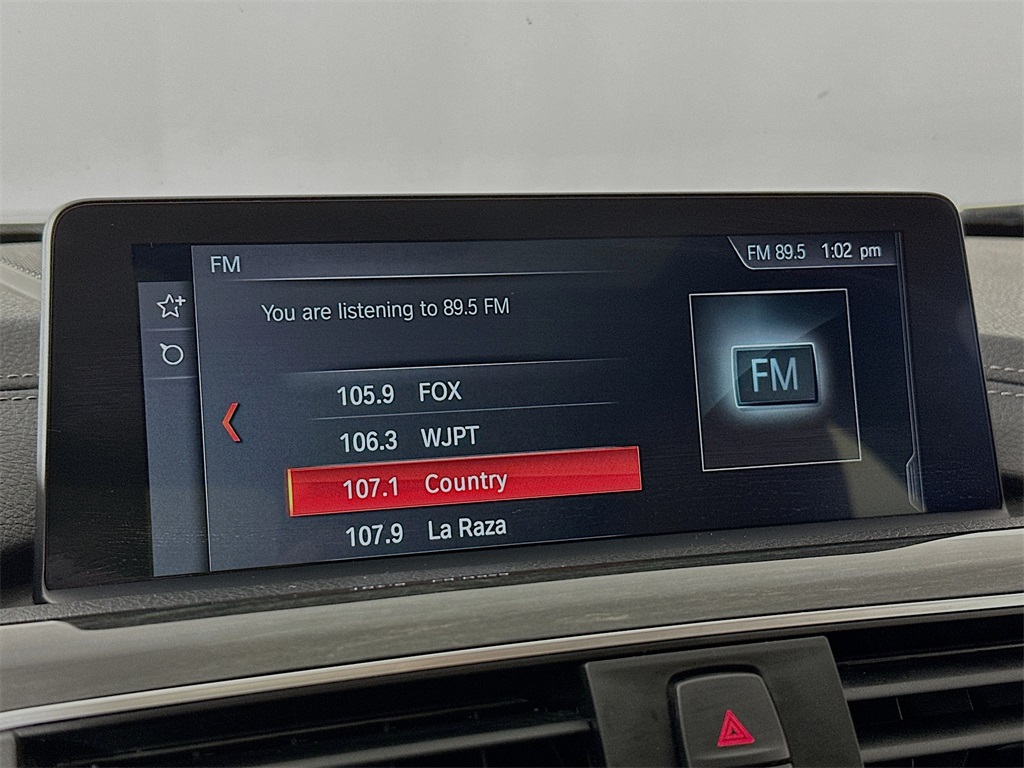 FM
FM 89.5 1:02 pm
You are listening to 89.5 FM
FM
105.9 FOX
106.3 WJPT
107.1 Country
107.9 La Raza